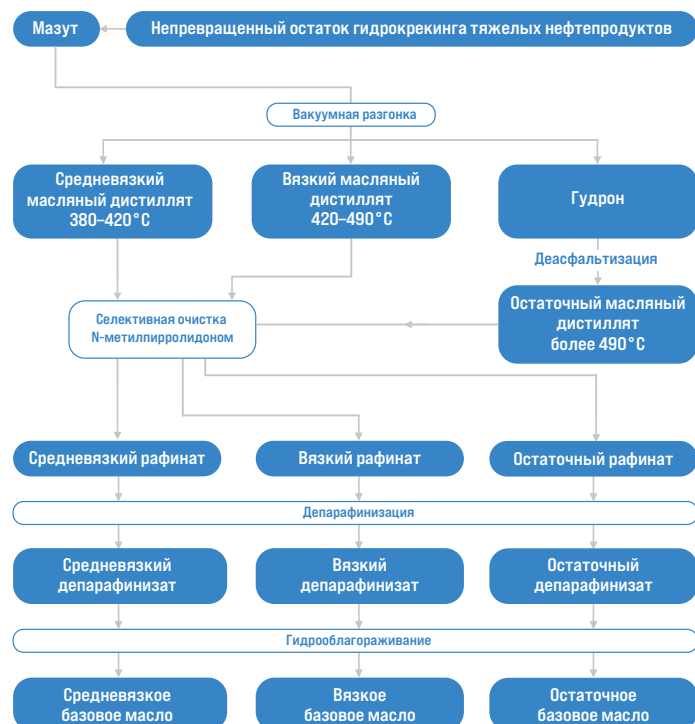 Мазут
Непревращенный остаток гидрокрекинга тяжелых нефтепродуктов
Вакуумная разгонка
Средневязкий
масляный дистиллят
380–420°C
Вязкий масляный
дистиллят
420–490°C
Гудрон
Деасфальтизация
Селективная очистка
N-метилпирролидоном
Остаточный масляный
дистиллят
более 490°C
Средневязкий рафинат
Вязкий рафинат
Остаточный рафинат
Депарафинизация
Средневязкий
депарафинизат
Вязкий
депарафинизат
Остаточный
депарафинизат
Гидрооблагораживание
Средневязкое
базовое масло
Вязкое
базовое масло
Остаточное
базовое масло